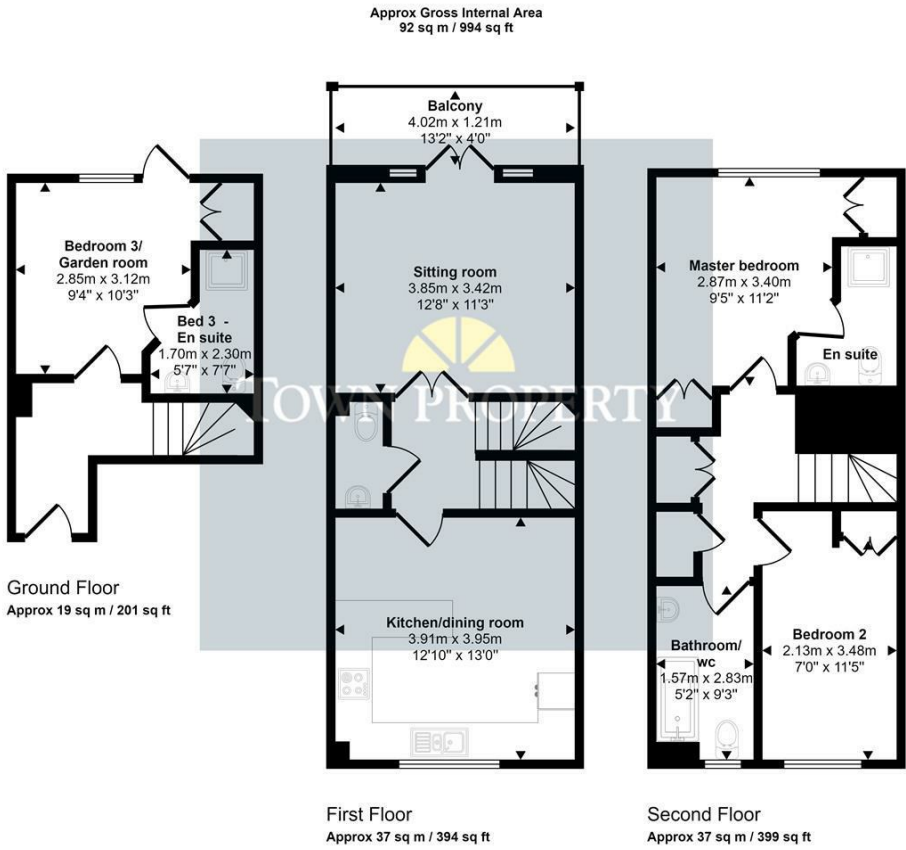 Approx Gross Internal Area
92 sq m / 994 sq ft
Balcony
4.02m x 1.21m
13'2" x 4'0"
Bedroom 3/
Garden room
2.85m x 3.12m
9'4" x 10'3"
Bed 3 -
En suite
1.70m x 2.30m
5'7" x 7'7"
Ground Floor
Approx 19 sq m / 201 sq ft
Sitting room
3.85m x 3.42m
12'8" x 11'3"
TOWN PROPERTY
Kitchen/dining room
3.91m x 3.95m
12'10" x 13'0"
First Floor
Approx 37 sq m / 394 sq ft
Master bedroom
2.87m x 3.40m
9'5" x 11'2"
En suite
Bathroom/
wc
1.57m x 2.83m
5'2" x 9'3"
Bedroom 2
2.13m x 3.48m
7'0" x 11'5"
Second Floor
Approx 37 sq m / 399 sq ft